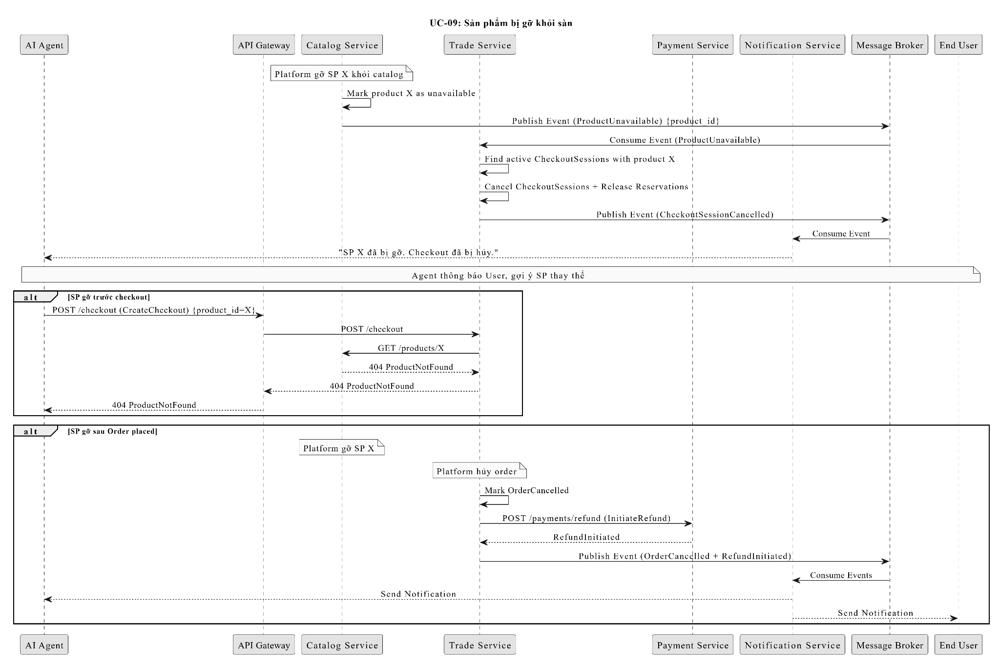 UC-09: Sản phẩm bị gỡ khỏi sàn
AI Agent
API Gateway
Catalog Service
Trade Service
Payment Service
Notification Service
Message Broker
End User
Platform gỡ SP X khỏi catalog
Mark product X as unavailable
Publish Event (ProductUnavailable) {product_id}
Consume Event (ProductUnavailable)
Find active CheckoutSessions with product X
Cancel CheckoutSessions + Release Reservations
Publish Event (CheckoutSessionCancelled)
Consume Event
"SP X đã bị gỡ. Checkout đã bị hủy."
Agent thông báo User, gợi ý SP thay thế
alt
[SP gỡ trước checkout]
POST /checkout (CreateCheckout) {product_id=X}
POST /checkout
GET /products/X
404 ProductNotFound
404 ProductNotFound
404 ProductNotFound
alt
[SP gỡ sau Order placed]
Platform gỡ SP X
Platform hủy order
Mark OrderCancelled
POST /payments/refund (InitiateRefund)
RefundInitiated
Publish Event (OrderCancelled + RefundInitiated)
Consume Events
Send Notification
Send Notification
AI Agent
API Gateway
Catalog Service
Trade Service
Payment Service
Notification Service
Message Broker
End User